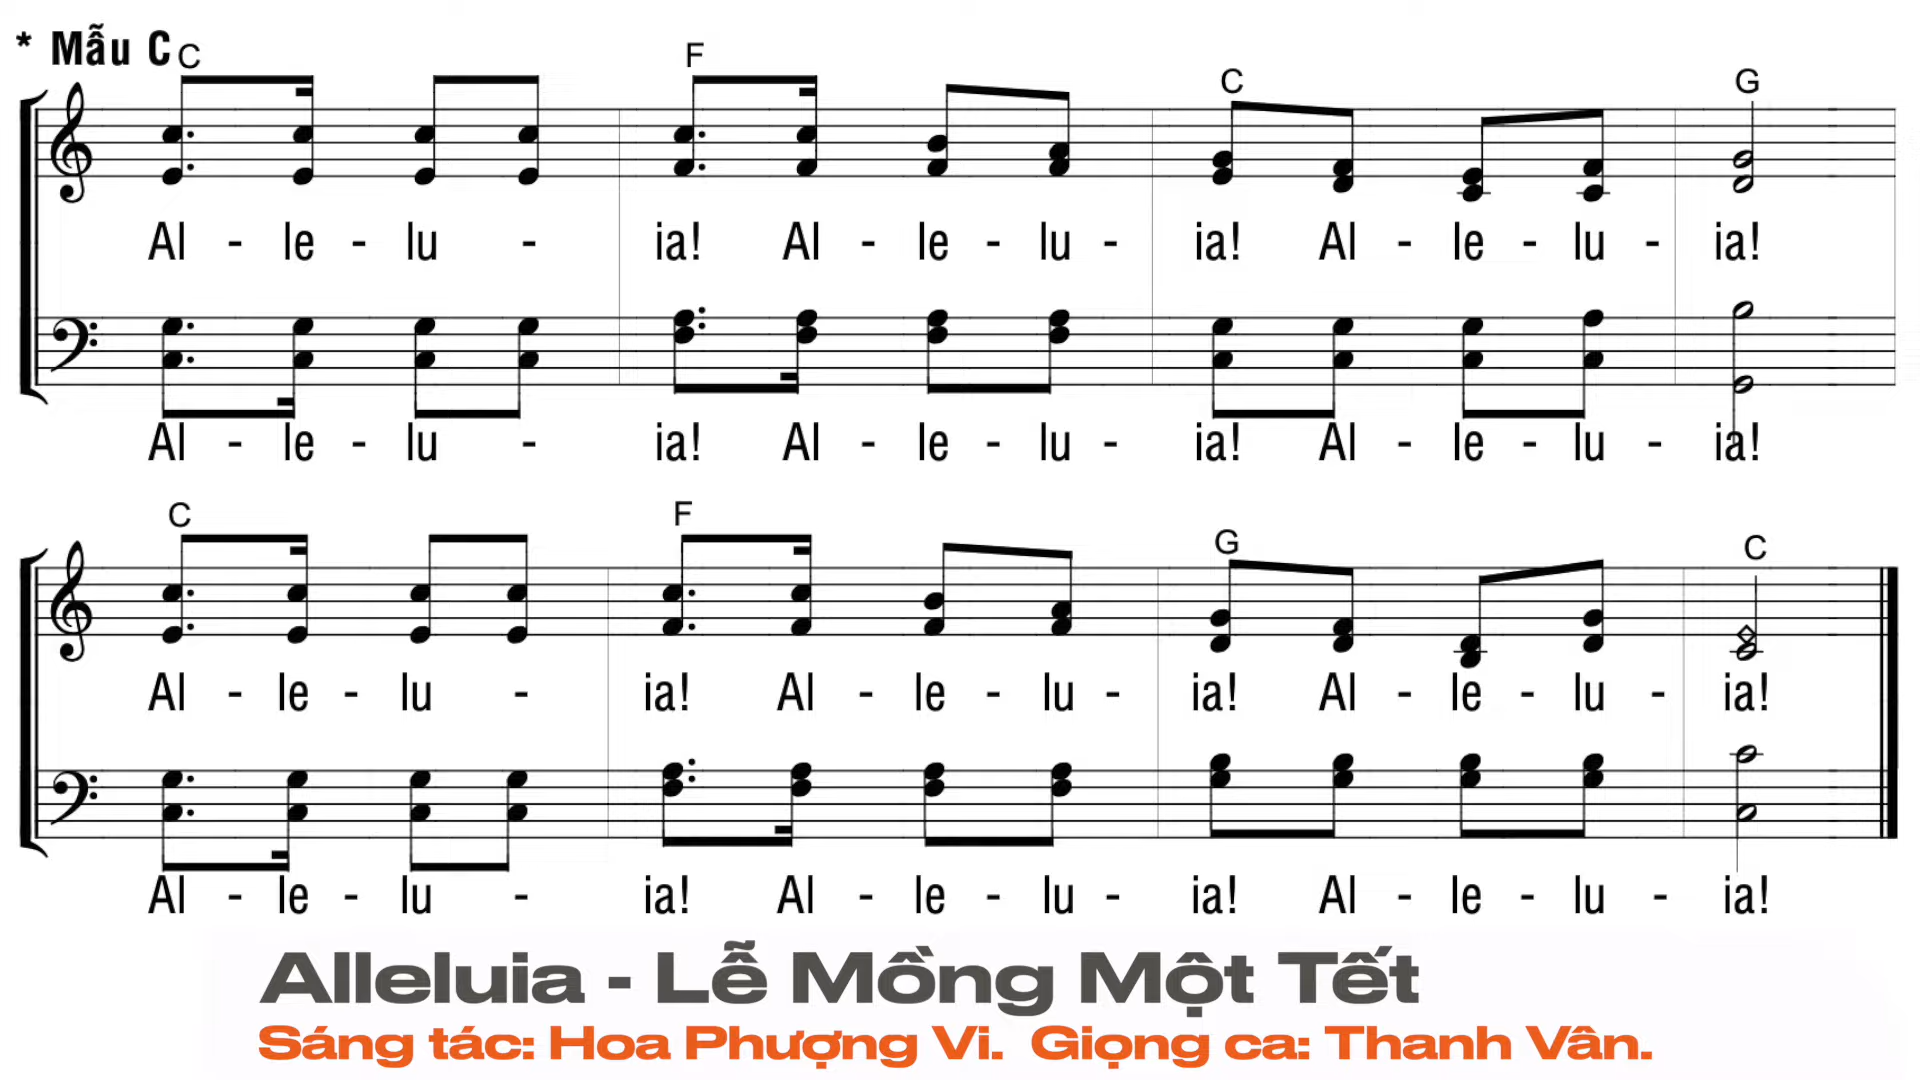 * Mẫu C C F C G
Al - le - lu - ia! Al - le - lu - ia! Al - le - lu - ia!
Al - le - lu - ia! Al - le - lu - ia! Al - le - lu - ia!
C F G C
Al - le - lu - ia! Al - le - lu - ia! Al - le - lu - ia!
Al - le - lu - ia! Al - le - lu - ia! Al - le - lu - ia!
Alleluia - Lễ Mồng Một Tết
Sáng tác: Hoa Phượng Vi. Giọng ca: Thanh Vân.